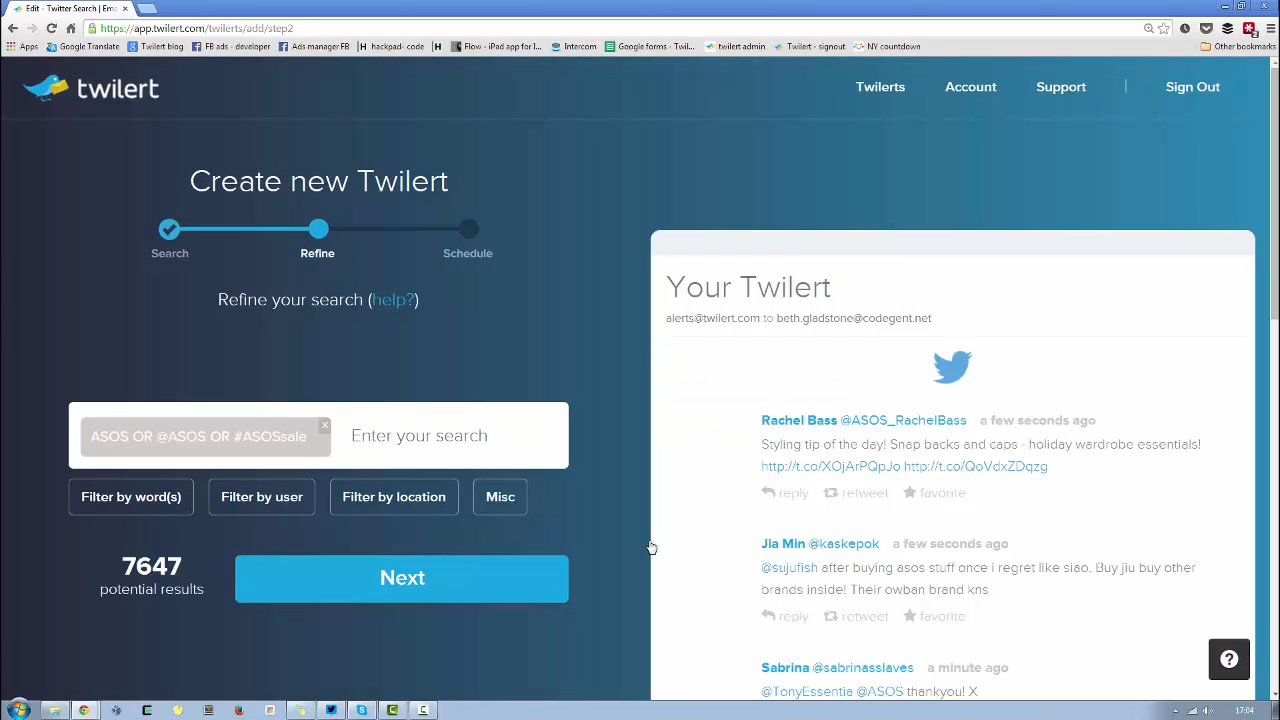 Edit - Twitter Search | Ema
https://app.twilert.com/twilerts/add/step2
Apps Google Translate Twilert blog FB ads - developer Ads manager FB hackpad- code Flow - iPad app for l... Intercom Google forms - Twil... twilert admin Twilert - signout NY countdown Other bookmarks
twilert
Twilerts Account Support Sign Out
Create new Twilert
Search Refine Schedule
Refine your search (help?)
ASOS OR @ASOS OR #ASOSsale x Enter your search
Filter by word(s) Filter by user Filter by location Misc
7647
potential results
Next
Your Twilert
alerts@twilert.com to beth.gladstone@codegent.net
Rachel Bass @ASOS_RachelBass a few seconds ago
Styling tip of the day! Snap backs and caps - holiday wardrobe essentials!
http://t.co/XOjArPQpJo http://t.co/QoVdxZDqzg
reply retweet favorite
Jia Min @kaskepok a few seconds ago
@sujufish after buying asos stuff once i regret like siao. Buy jiu buy other
brands inside! Their owban brand kns
reply retweet favorite
Sabrina @sabrinasslaves a minute ago
@TonyEssentia @ASOS thankyou! X
17:04